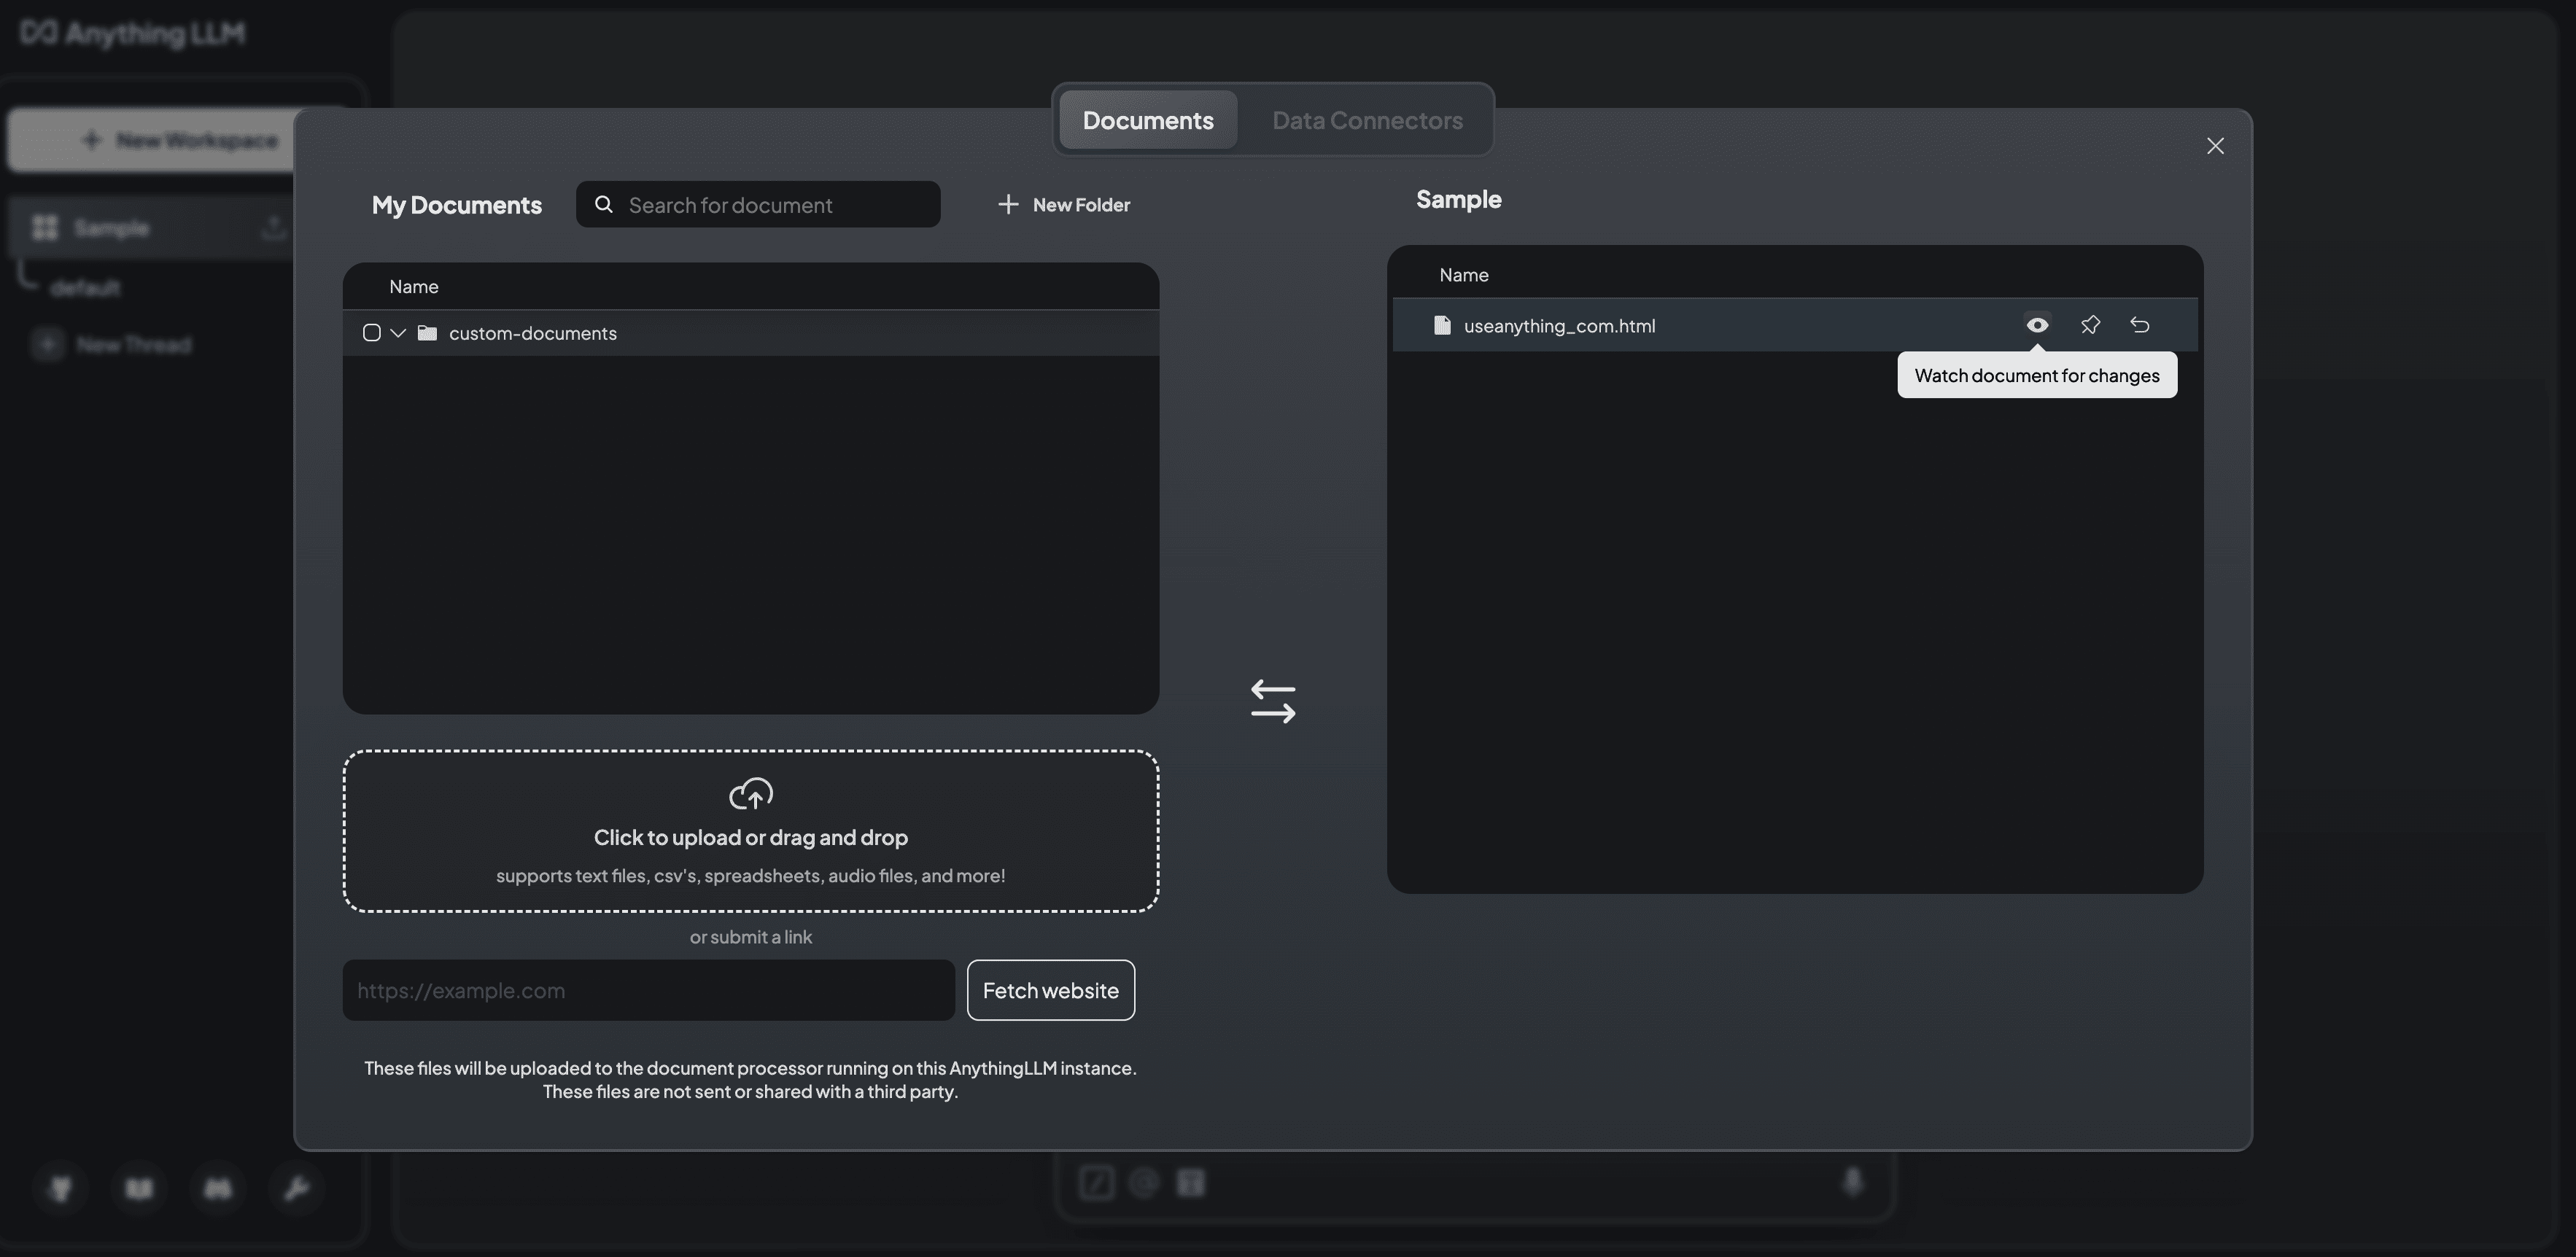 Anything LLM
New Workspace
Sample
default
New Thread
Documents
Data Connectors
My Documents
Search for document
New Folder
Name
custom-documents
Click to upload or drag and drop
supports text files, csv's, spreadsheets, audio files, and more!
or submit a link
https://example.com
Fetch website
These files will be uploaded to the document processor running on this AnythingLLM instance.
These files are not sent or shared with a third party.
Sample
Name
useanything_com.html
Watch document for changes